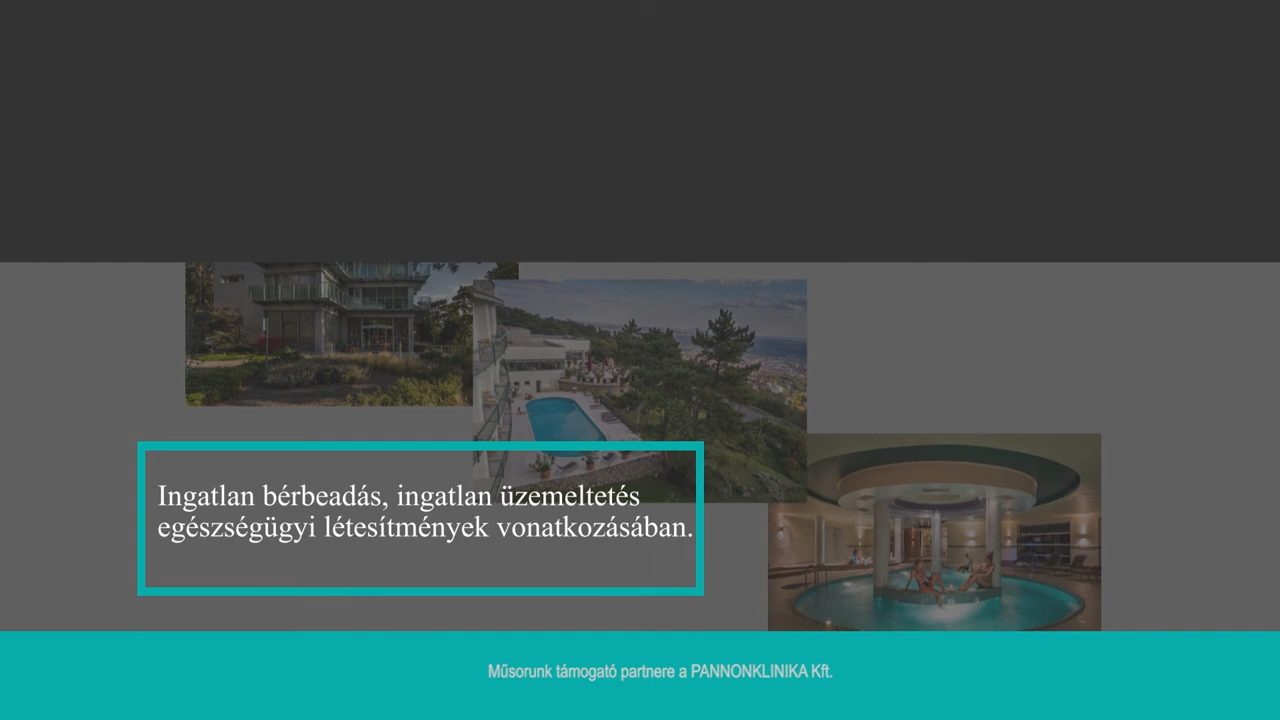 Ingatlan bérbeadás, ingatlan üzemeltetés
egészségügyi létesítmények vonatkozásában.
Műsorunk támogató partnere a PANNONKLINIKA Kft.